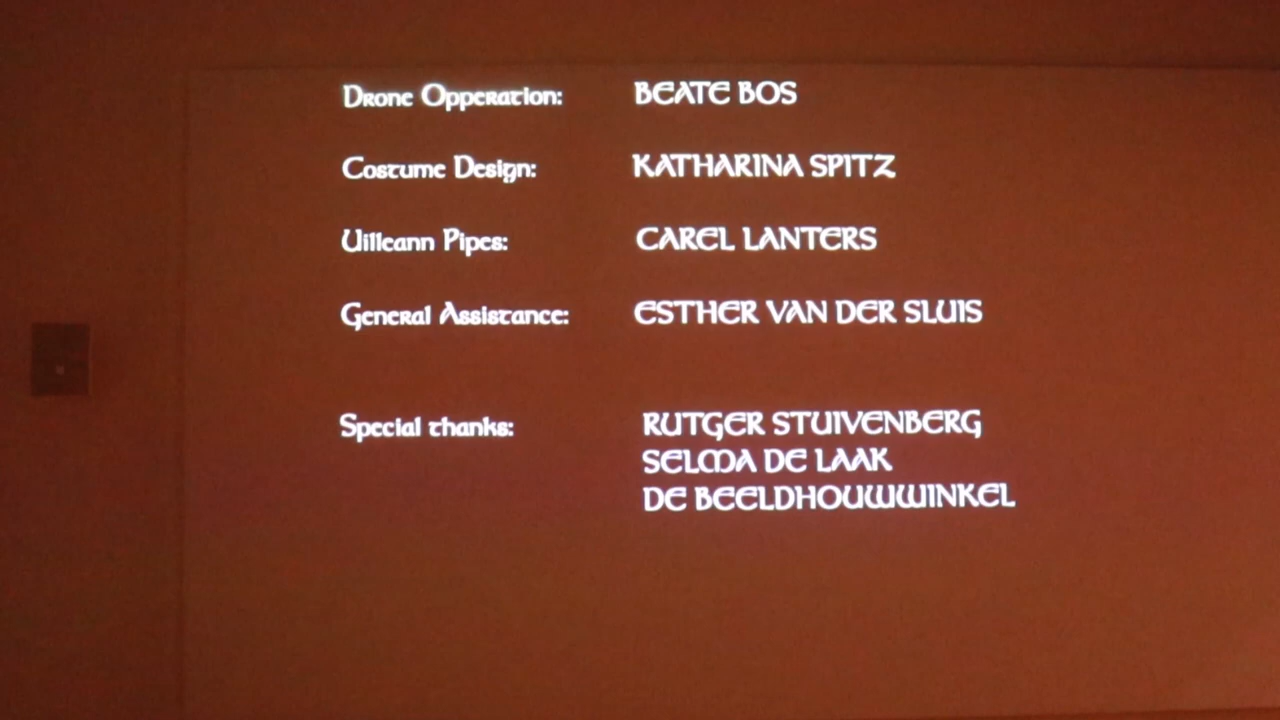 Drone Opperation: BEATE BOS
Costume Design: KATHARINA SPITZ
Uilleann Pipes: CAREL LANTERS
General Assistance: ESTHER VAN DER SLUIS
Special thanks: RUTGER STUIVENBERG
SELMA DE LAAK
DE BEELDHOUWWINKEL